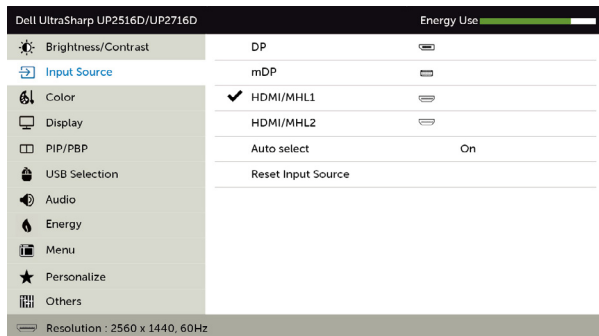 Dell UltraSharp UP2516D/UP2716D Energy Use
Brightness/Contrast DP
Input Source mDP
Color HDMI/MHL1
Display HDMI/MHL2
PIP/PBP Auto select On
USB Selection Reset Input Source
Audio
Energy
Menu
Personalize
Others
Resolution : 2560 x 1440, 60Hz